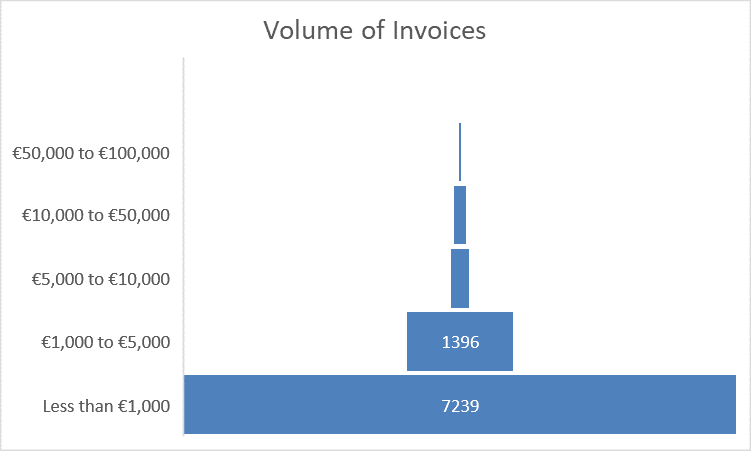 Volume of Invoices
€50,000 to €100,000
€10,000 to €50,000
€5,000 to €10,000
€1,000 to €5,000
1396
Less than €1,000
7239